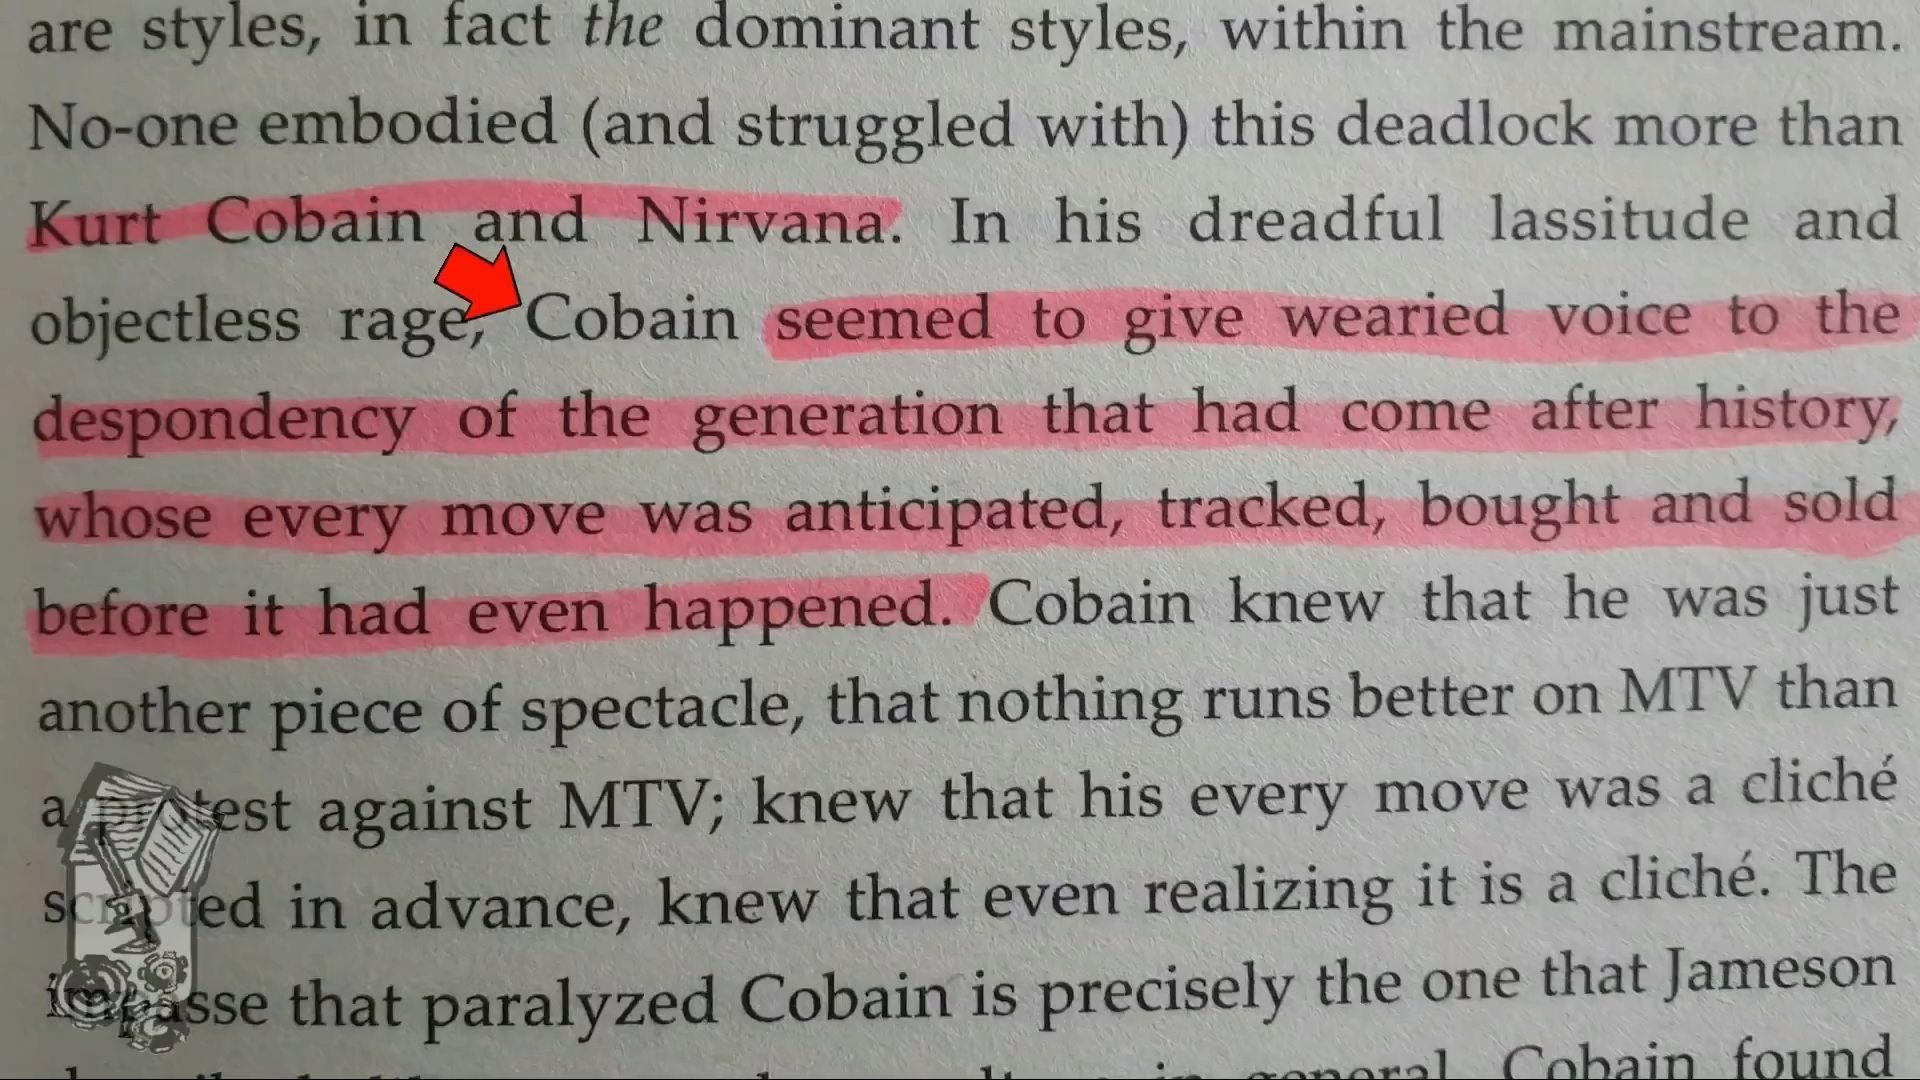 are styles, in fact the dominant styles, within the mainstream.
No-one embodied (and struggled with) this deadlock more than
Kurt Cobain and Nirvana. In his dreadful lassitude and
objectless rage, Cobain seemed to give wearied voice to the
despondency of the generation that had come after history,
whose every move was anticipated, tracked, bought and sold
before it had even happened. Cobain knew that he was just
another piece of spectacle, that nothing runs better on MTV than
a protest against MTV; knew that his every move was a cliché
scripted in advance, knew that even realizing it is a cliché. The
impasse that paralyzed Cobain is precisely the one that Jameson
in general. Cobain found